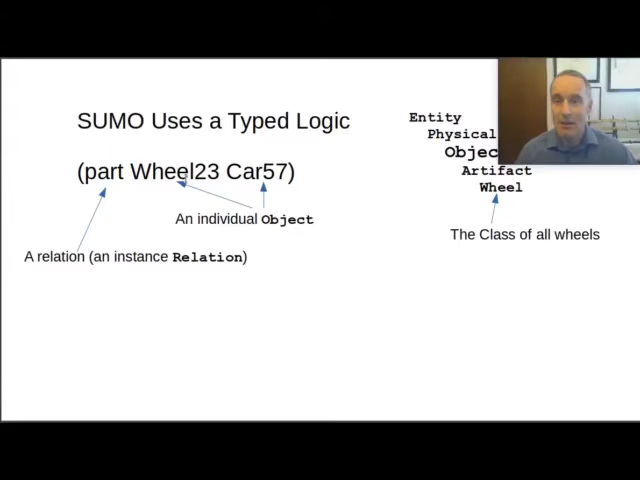 SUMO Uses a Typed Logic
(part Wheel23 Car57)
An individual Object
A relation (an instance Relation)
Entity
Physical
Objec
Artifact
Wheel
The Class of all wheels